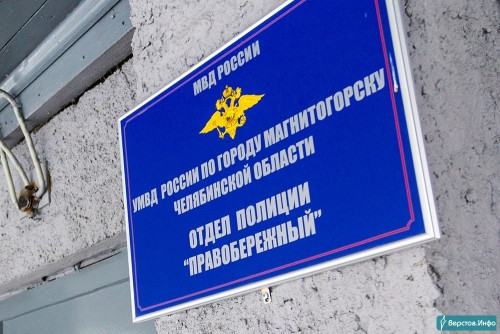 МВД РОССИИ
УМВД РОССИИ ПО ГОРОДУ МАГНИТОГОРСКУ
ЧЕЛЯБИНСКОЙ ОБЛАСТИ
ОТДЕЛ ПОЛИЦИИ
"ПРАВОБЕРЕЖНЫЙ"
Верстов.Инфо